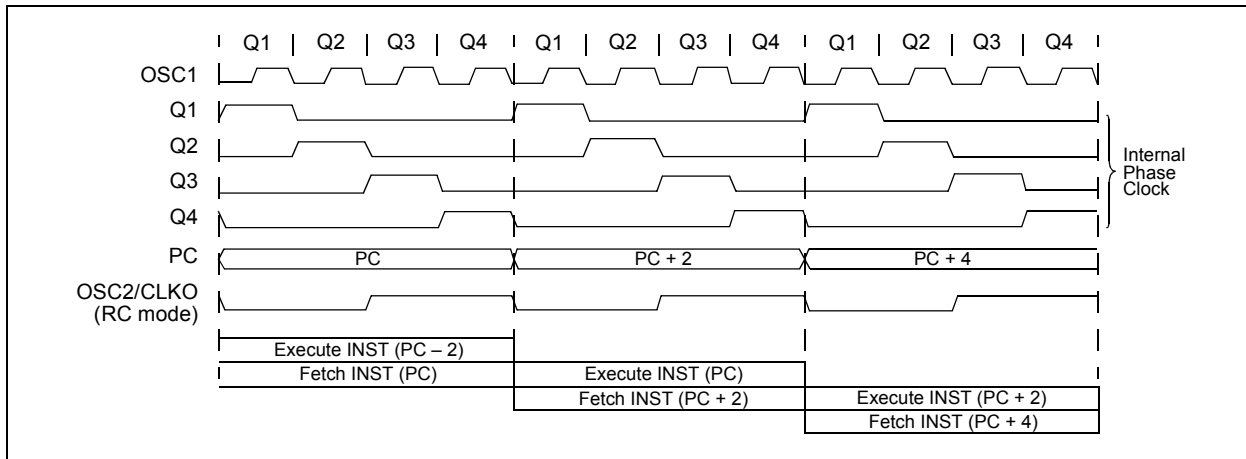 Q1 Q2 Q3 Q4 Q1 Q2 Q3 Q4 Q1 Q2 Q3 Q4
OSC1
Q1
Q2
Q3
Q4
Internal
Phase
Clock
PC PC PC + 2 PC + 4
OSC2/CLKO
(RC mode)
Execute INST (PC – 2)
Fetch INST (PC) Execute INST (PC)
Fetch INST (PC + 2) Execute INST (PC + 2)
Fetch INST (PC + 4)